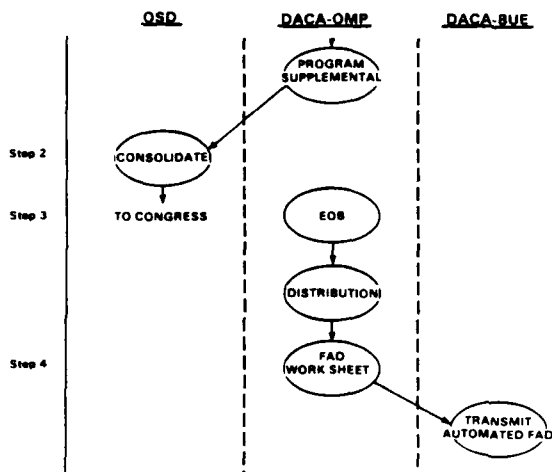 OSD DACA-OMP DACA-BUE
PROGRAM
SUPPLEMENTAL
Step 2 CONSOLIDATE
Step 3 TO CONGRESS EOB
DISTRIBUTION
Step 4 FAD
WORK SHEET
TRANSMIT
AUTOMATED FAD